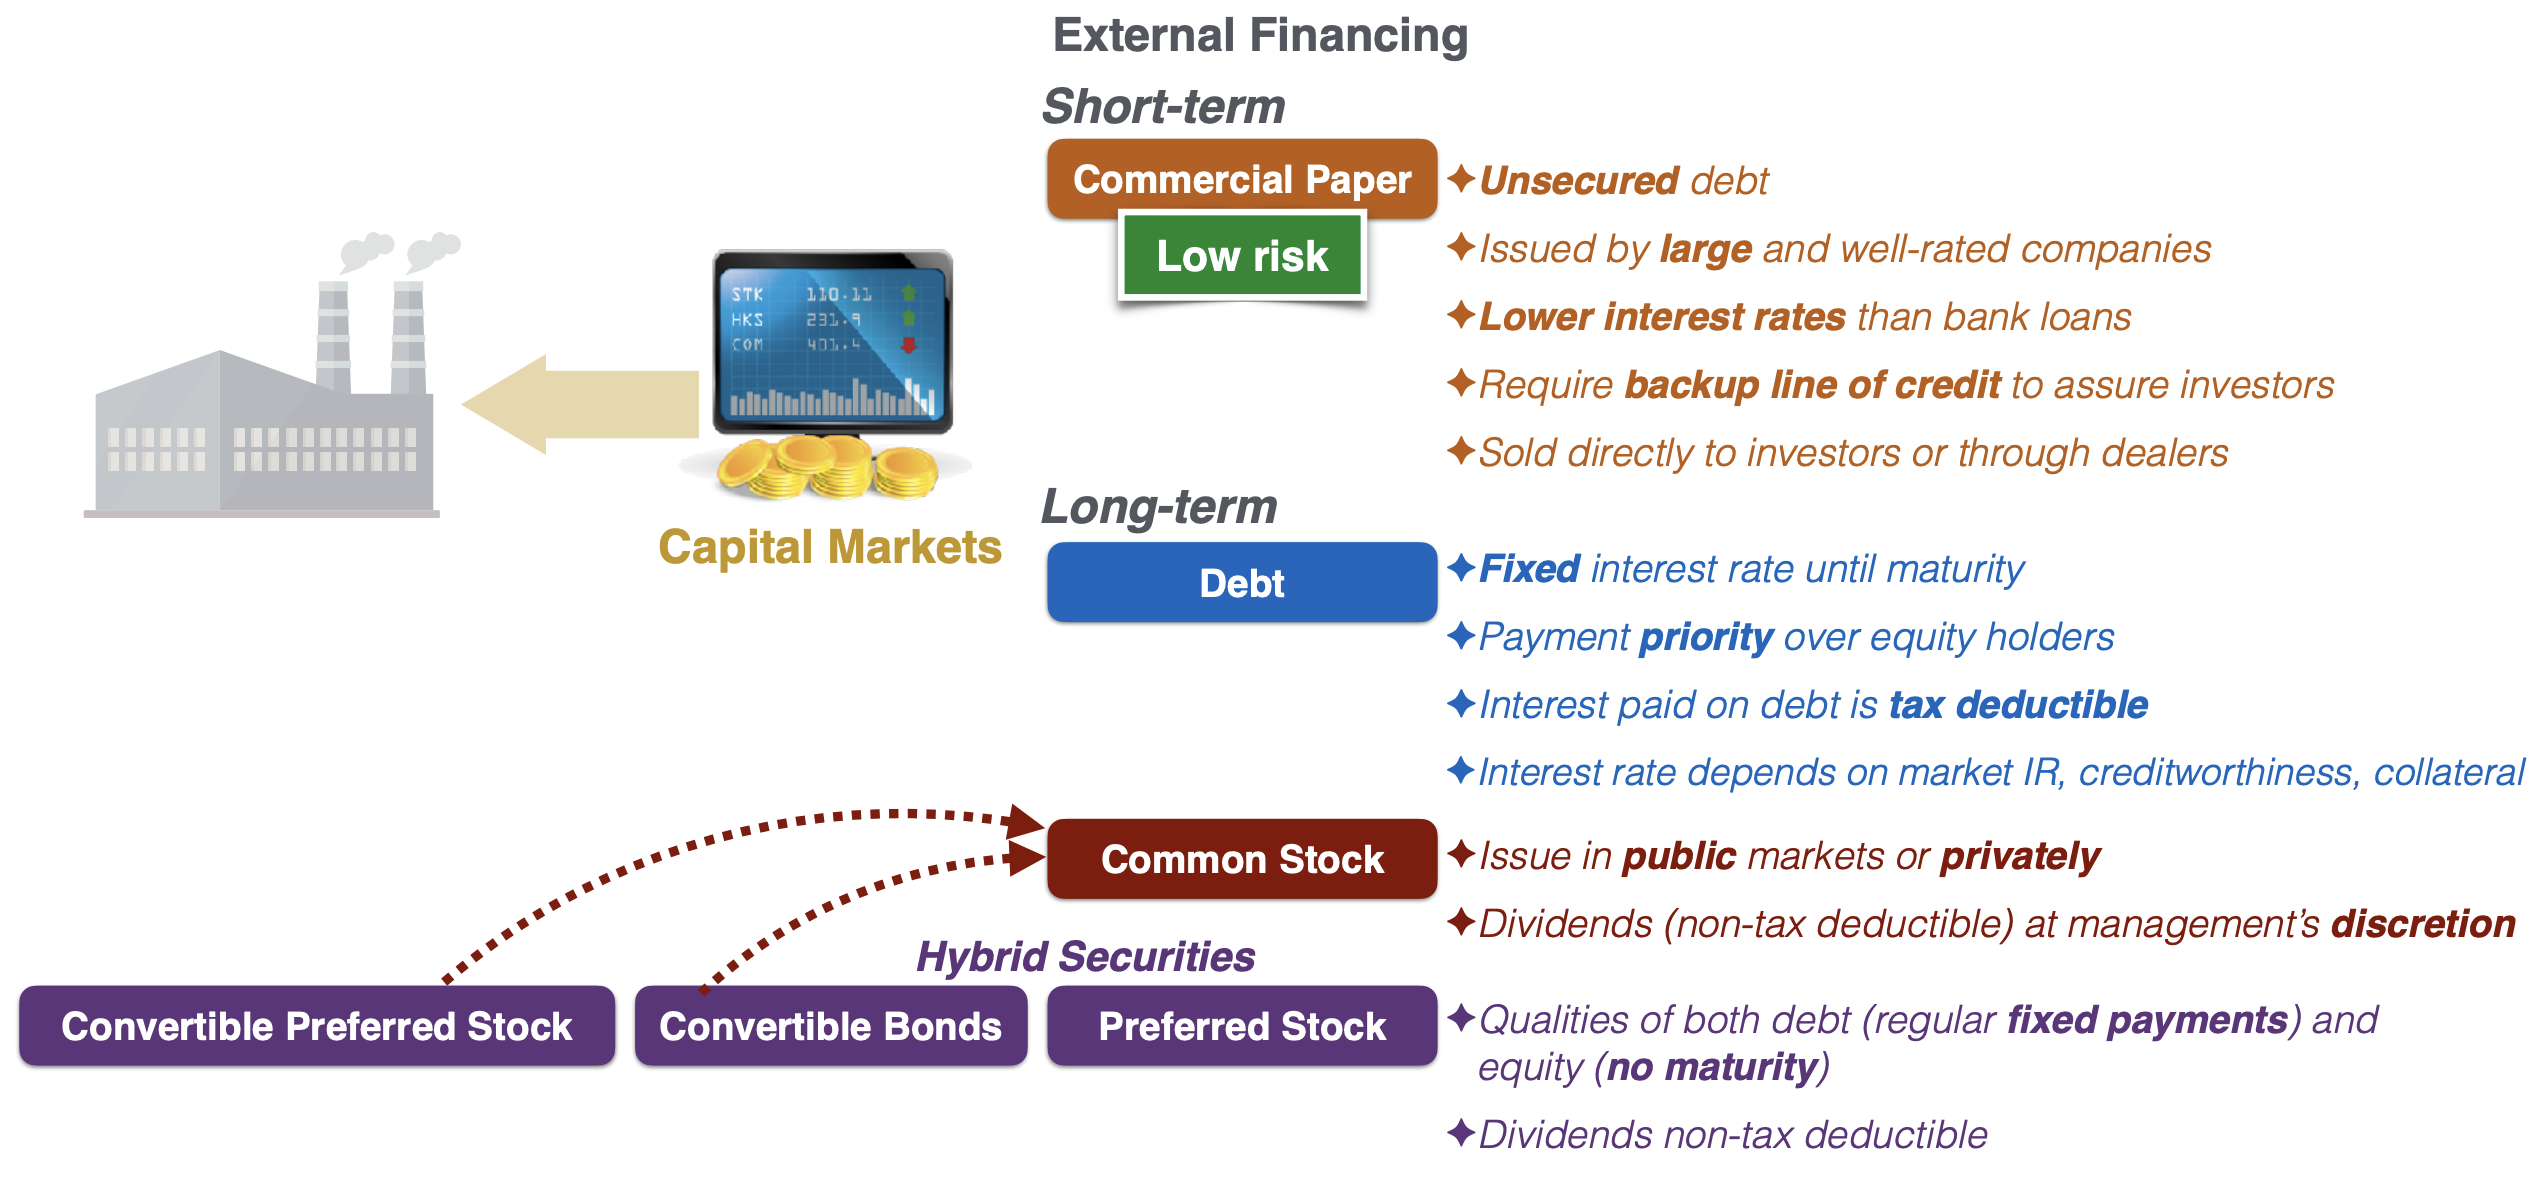 External Financing
Short-term
Commercial Paper
Low risk
✦Unsecured debt
✦Issued by large and well-rated companies
✦Lower interest rates than bank loans
✦Require backup line of credit to assure investors
✦Sold directly to investors or through dealers
STK 110.11
HKS 231.9
COM 401.4
Capital Markets
Long-term
Debt
✦Fixed interest rate until maturity
✦Payment priority over equity holders
✦Interest paid on debt is tax deductible
✦Interest rate depends on market IR, creditworthiness, collateral
Common Stock
✦Issue in public markets or privately
✦Dividends (non-tax deductible) at management’s discretion
Hybrid Securities
Convertible Preferred Stock
Convertible Bonds
Preferred Stock
✦Qualities of both debt (regular fixed payments) and
equity (no maturity)
✦Dividends non-tax deductible